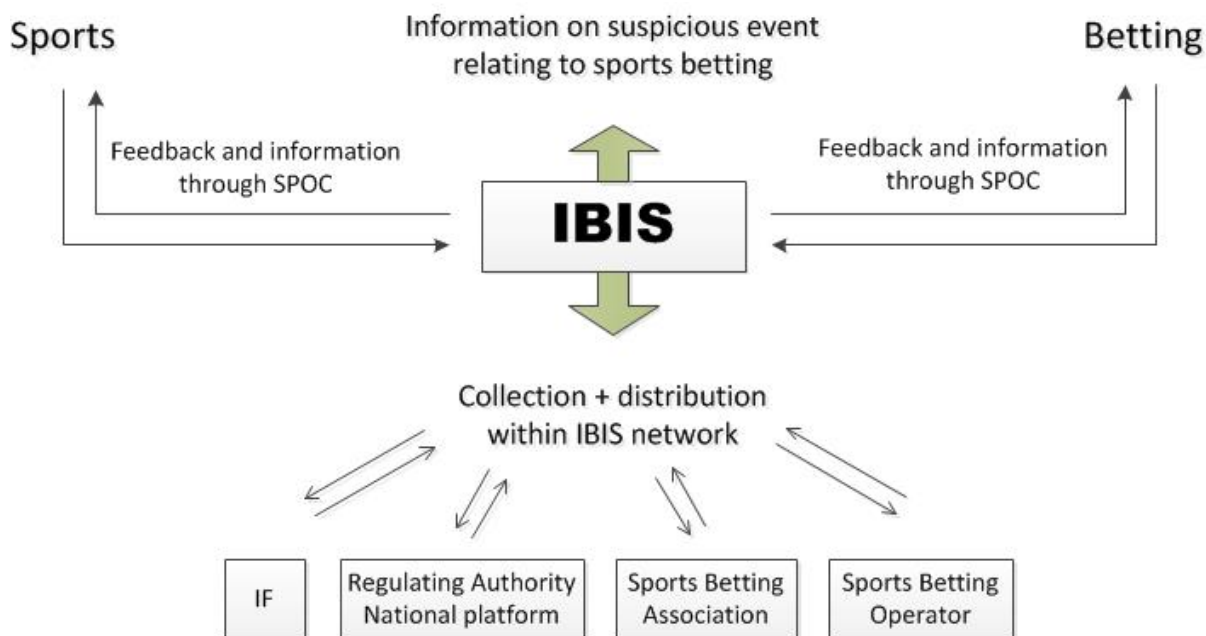 Sports
Information on suspicious event
relating to sports betting
Betting
Feedback and information
through SPOC
IBIS
Feedback and information
through SPOC
Collection + distribution
within IBIS network
IF
Regulating Authority
National platform
Sports Betting
Association
Sports Betting
Operator